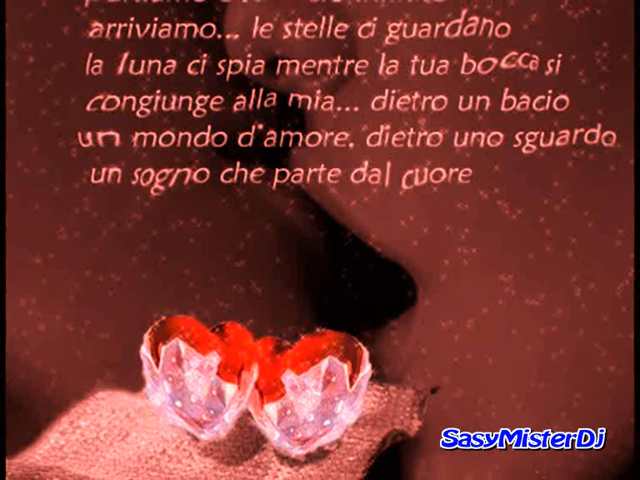 arriviamo... le stelle ci guardano
la luna ci spia mentre la tua bocca si
congiunge alla mia... dietro un bacio
un mondo d'amore. dietro uno sguardo
un sogno che parte dal cuore
SasyMisterDj